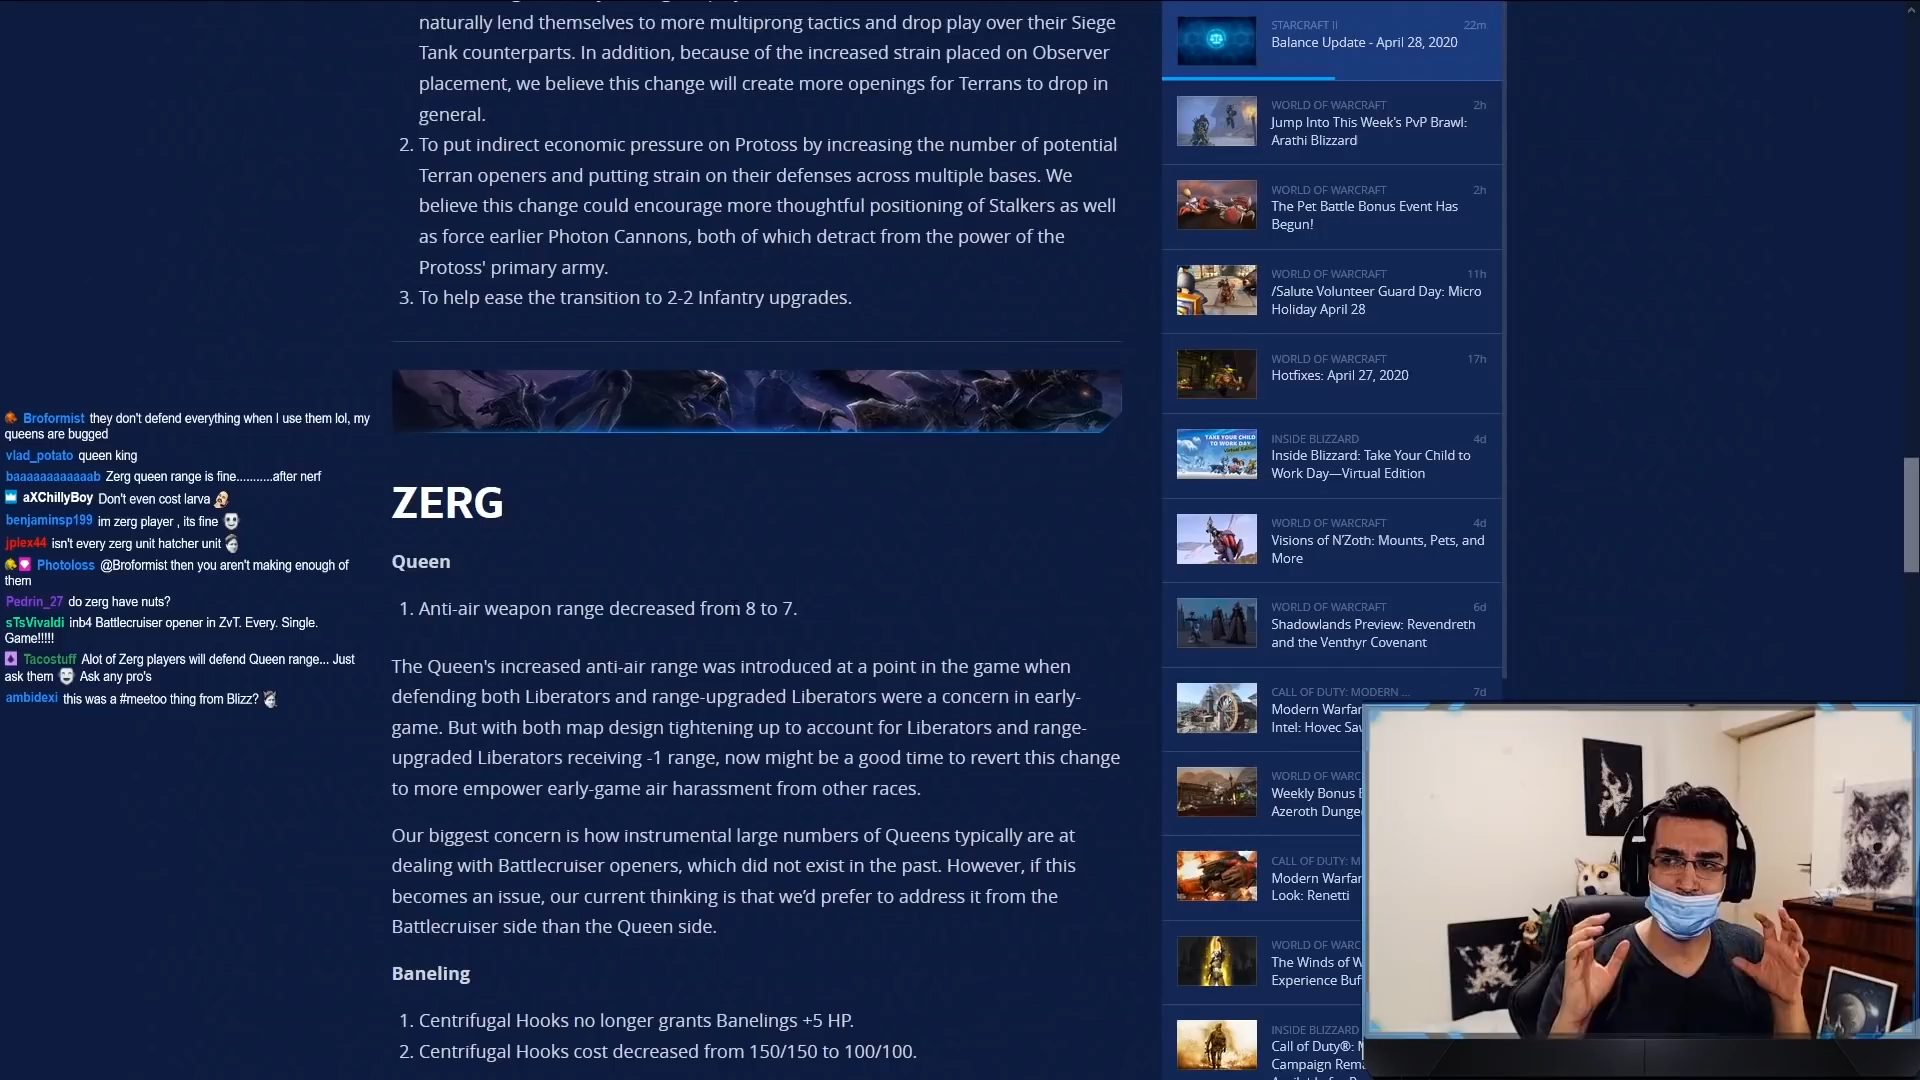 naturally lend themselves to more multiprong tactics and drop play over their Siege
Tank counterparts. In addition, because of the increased strain placed on Observer
placement, we believe this change will create more openings for Terrans to drop in
general.
2. To put indirect economic pressure on Protoss by increasing the number of potential
Terran openers and putting strain on their defenses across multiple bases. We
believe this change could encourage more thoughtful positioning of Stalkers as well
as force earlier Photon Cannons, both of which detract from the power of the
Protoss' primary army.
3. To help ease the transition to 2-2 Infantry upgrades.
ZERG
Queen
1. Anti-air weapon range decreased from 8 to 7.
The Queen's increased anti-air range was introduced at a point in the game when
defending both Liberators and range-upgraded Liberators were a concern in early-
game. But with both map design tightening up to account for Liberators and range-
upgraded Liberators receiving -1 range, now might be a good time to revert this change
to more empower early-game air harassment from other races.
Our biggest concern is how instrumental large numbers of Queens typically are at
dealing with Battlecruiser openers, which did not exist in the past. However, if this
becomes an issue, our current thinking is that we'd prefer to address it from the
Battlecruiser side than the Queen side.
Baneling
1. Centrifugal Hooks no longer grants Banelings +5 HP.
2. Centrifugal Hooks cost decreased from 150/150 to 100/100.
Broformist they don't defend everything when I use them lol, my
queens are bugged
vlad_potato queen king
baaaaaaaaaaab Zerg queen range is fine...........after nerf
aXChillyBoy Don't even cost larva
benjaminsp199 im zerg player , its fine
jplex44 isn't every zerg unit hatcher unit
Photoloss @Broformist then you aren't making enough of
them
Pedrin_27 do zerg have nuts?
sTsVivaldi inb4 Battlecruiser opener in ZvT. Every. Single.
Game!!!!!
Tacostuff Alot of Zerg players will defend Queen range... Just
ask them Ask any pro's
ambidexi this was a #meetoo thing from Blizz?
STARCRAFT II 22m
Balance Update - April 28, 2020
WORLD OF WARCRAFT 2h
Jump Into This Week's PvP Brawl:
Arathi Blizzard
WORLD OF WARCRAFT 2h
The Pet Battle Bonus Event Has
Begun!
WORLD OF WARCRAFT 11h
/Salute Volunteer Guard Day: Micro
Holiday April 28
WORLD OF WARCRAFT 17h
Hotfixes: April 27, 2020
TAKE YOUR CHILD
TO WORK DAY
INSIDE BLIZZARD 4d
Inside Blizzard: Take Your Child to
Work Day—Virtual Edition
WORLD OF WARCRAFT 4d
Visions of N'Zoth: Mounts, Pets, and
More
WORLD OF WARCRAFT 6d
Shadowlands Preview: Revendreth
and the Venthyr Covenant
CALL OF DUTY: MODERN ... 7d
Modern Warfar
Intel: Hovec Sav
WORLD OF WARC
Weekly Bonus E
Azeroth Dunge
CALL OF DUTY: M
Modern Warfar
Look: Renetti
WORLD OF WARC
The Winds of W
Experience Buf
INSIDE BLIZZARD
Call of Duty®: M
Campaign Rema